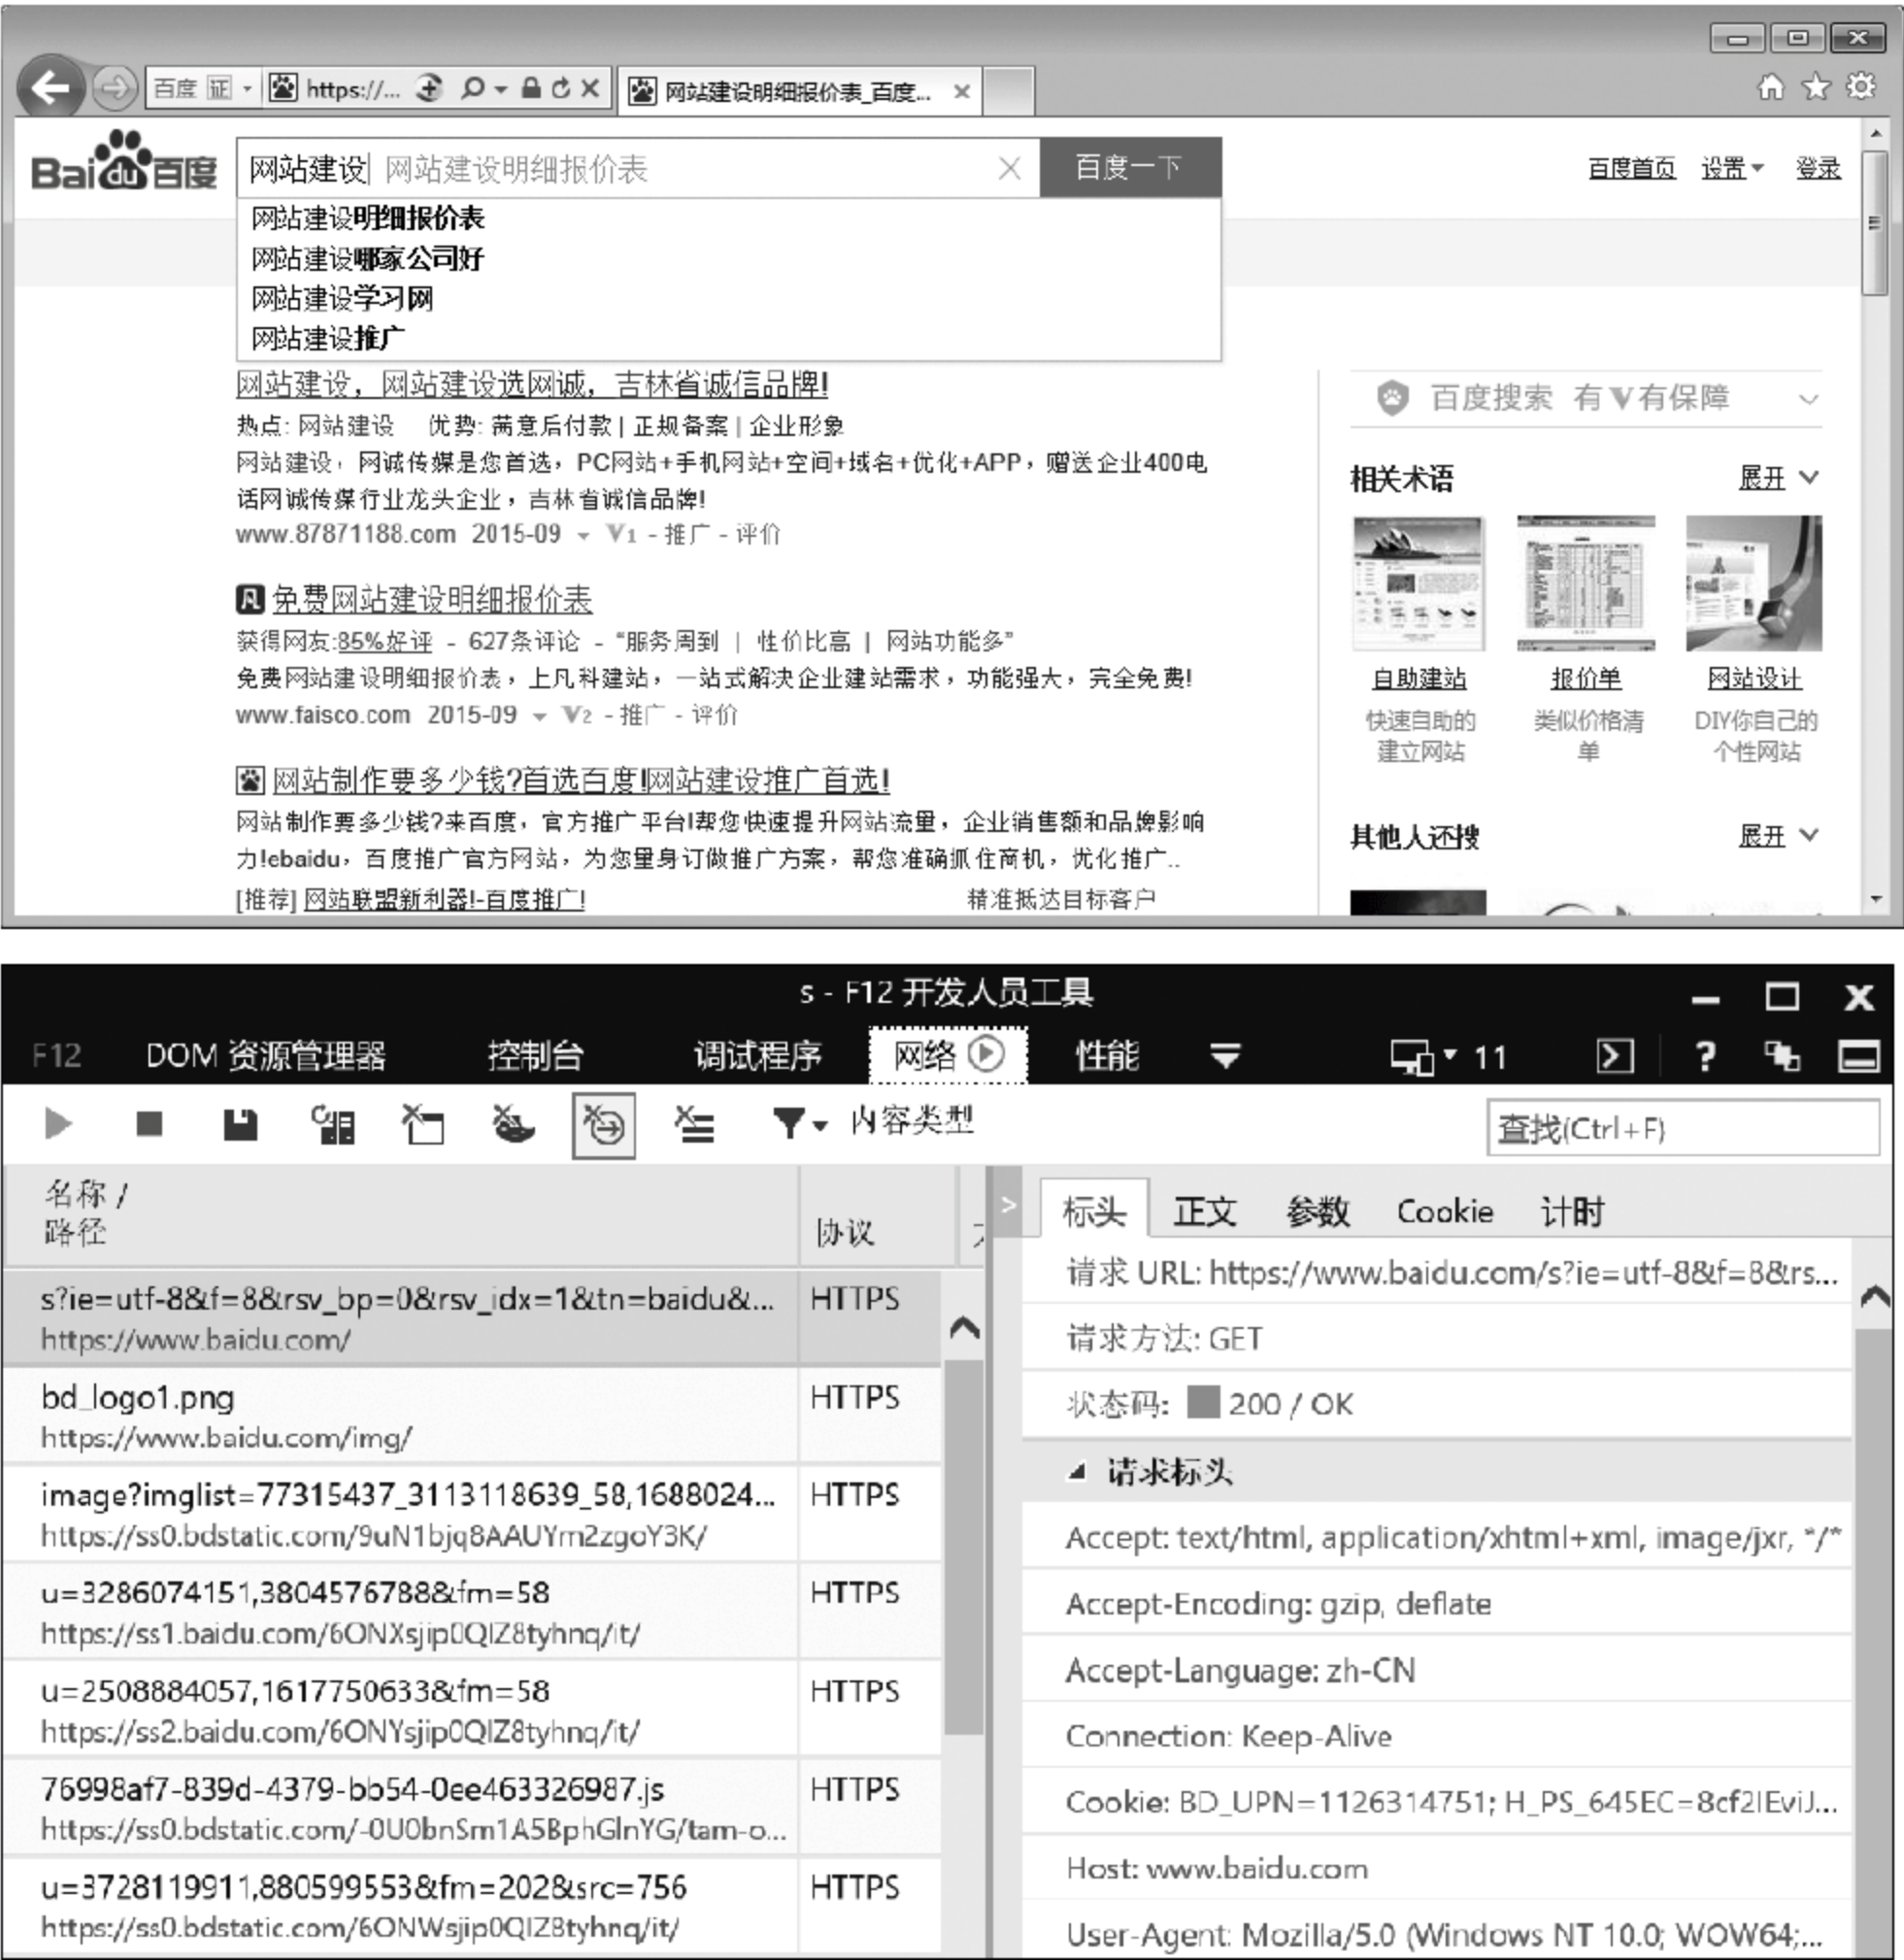 百度 证 https://... 网站建设明细报价表_百度...
Bai du 百度 网站建设 网站建设明细报价表 百度一下 百度首页 设置 登录
网站建设明细报价表
网站建设哪家公司好
网站建设学习网
网站建设推广
网站建设，网站建设选网诚，吉林省诚信品牌!
热点: 网站建设 优势: 满意后付款 | 正规备案 | 企业形象
网站建设，网诚传媒是您首选，PC网站+手机网站+空间+域名+优化+APP，赠送企业400电
话网诚传媒行业龙头企业，吉林省诚信品牌!
www.87871188.com 2015-09 V1 - 推广 - 评价
凡 免费网站建设明细报价表
获得网友:85%好评 - 627条评论 - “服务周到 | 性价比高 | 网站功能多”
免费网站建设明细报价表，上凡科建站，一站式解决企业建站需求，功能强大，完全免费!
www.faisco.com 2015-09 V2 - 推广 - 评价
网站制作要多少钱?首选百度!网站建设推广首选!
网站制作要多少钱?来百度，官方推广平台!帮您快速提升网站流量，企业销售额和品牌影响
力!ebaidu，百度推广官方网站，为您量身订做推广方案，帮您准确抓住商机，优化推广..
[推荐] 网站联盟新利器!-百度推广! 精准抵达目标客户
百度搜索 有V有保障
相关术语 展开
自助建站 报价单 网站设计
快速自助的 类似价格清 DIY你自己的
建立网站 单 个性网站
其他人还搜 展开
s - F12 开发人员工具
F12 DOM 资源管理器 控制台 调试程序 网络 性能 11 ?
内容类型 查找(Ctrl+F)
名称 /
路径 协议
s?ie=utf-8&f=8&rsv_bp=0&rsv_idx=1&tn=baidu&... HTTPS
https://www.baidu.com/
bd_logo1.png HTTPS
https://www.baidu.com/img/
image?imglist=77315437_3113118639_58,1688024... HTTPS
https://ss0.bdstatic.com/9uN1bjq8AAUYm2zgoY3K/
u=3286074151,3804576788&fm=58 HTTPS
https://ss1.baidu.com/6ONXsjip0QIZ8tyhnq/it/
u=2508884057,1617750633&fm=58 HTTPS
https://ss2.baidu.com/6ONYsjip0QIZ8tyhnq/it/
76998af7-839d-4379-bb54-0ee463326987.js HTTPS
https://ss0.bdstatic.com/-0U0bnSm1A5BphGlnYG/tam-o...
u=3728119911,880599553&fm=202&src=756 HTTPS
https://ss0.bdstatic.com/6ONWsjip0QIZ8tyhnq/it/
标头 正文 参数 Cookie 计时
请求 URL: https://www.baidu.com/s?ie=utf-8&f=8&rs...
请求方法: GET
状态码: 200 / OK
请求标头
Accept: text/html, application/xhtml+xml, image/jxr, */*
Accept-Encoding: gzip, deflate
Accept-Language: zh-CN
Connection: Keep-Alive
Cookie: BD_UPN=1126314751; H_PS_645EC=8cf2IEviJ...
Host: www.baidu.com
User-Agent: Mozilla/5.0 (Windows NT 10.0; WOW64;...